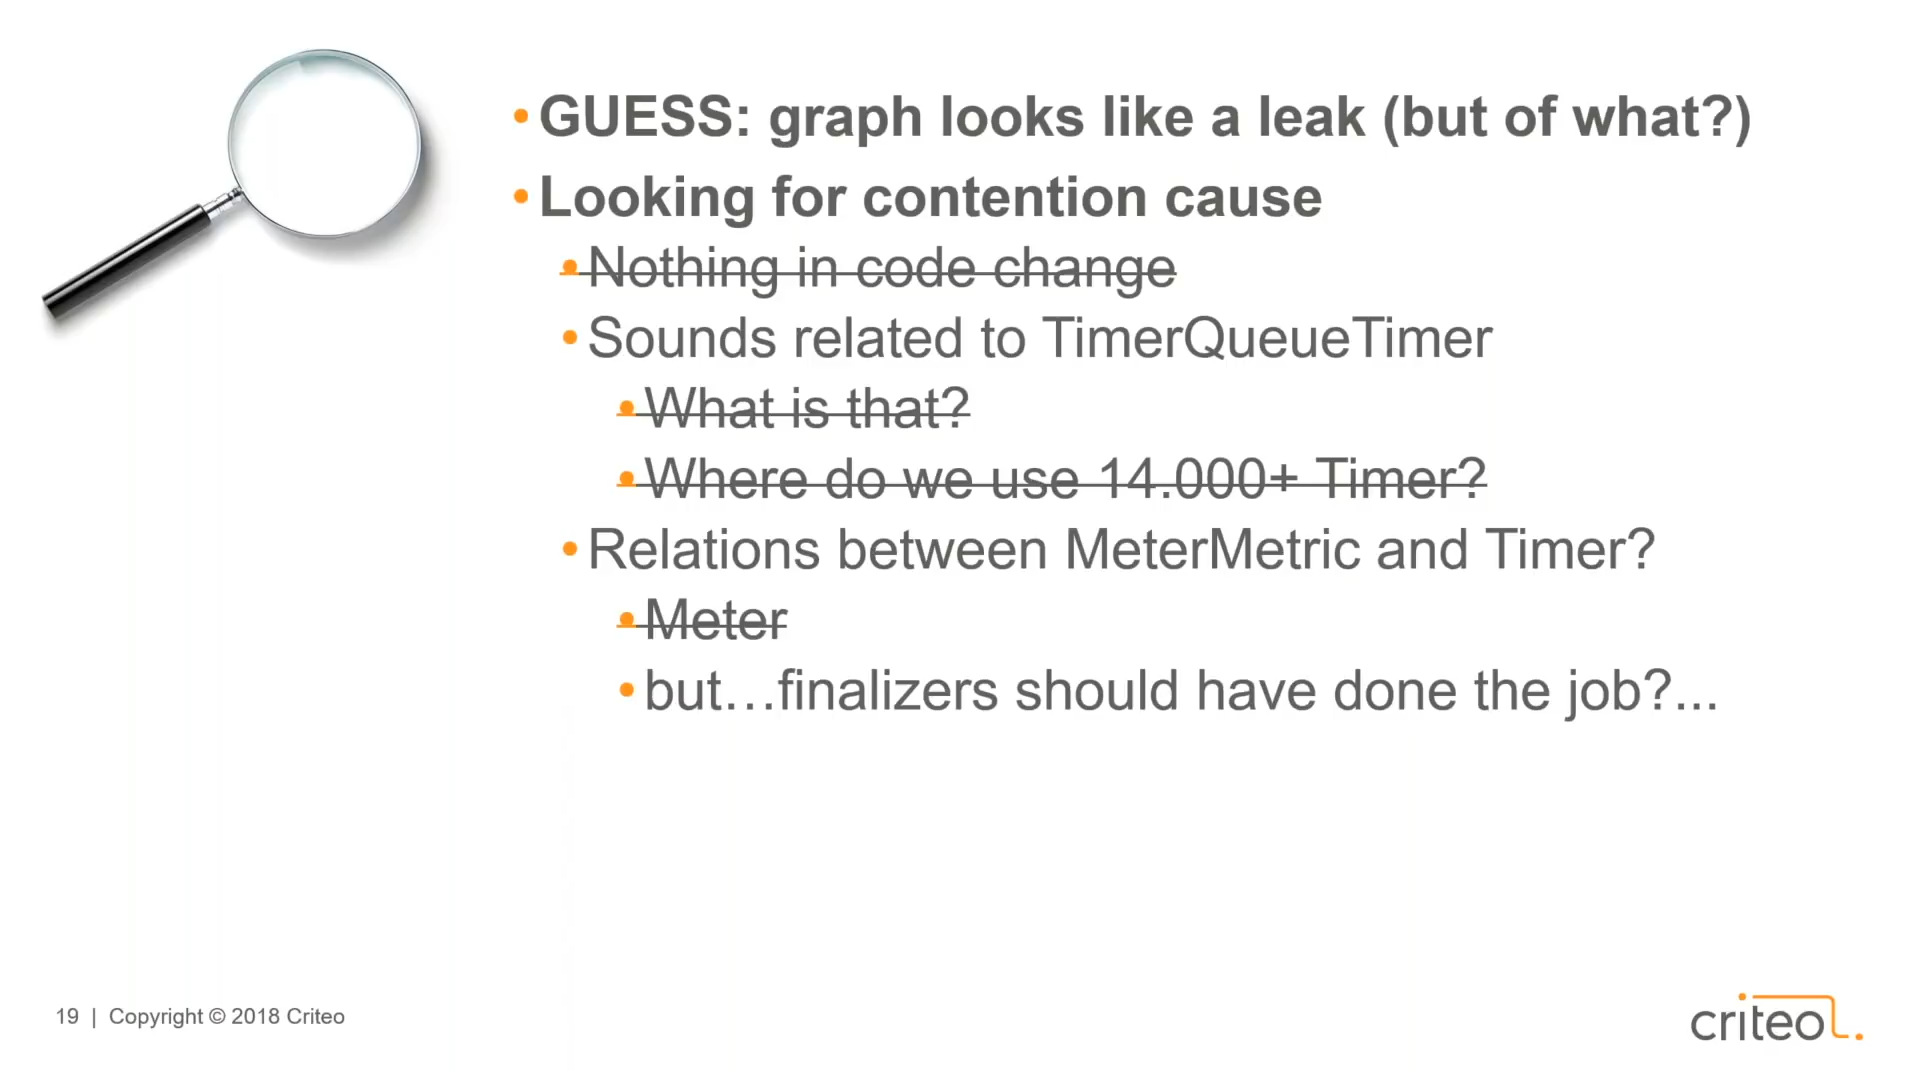 • GUESS: graph looks like a leak (but of what?)
• Looking for contention cause
• Nothing in code change
• Sounds related to TimerQueueTimer
• What is that?
• Where do we use 14.000+ Timer?
• Relations between MeterMetric and Timer?
• Meter
• but…finalizers should have done the job?...
19 | Copyright © 2018 Criteo
criteo